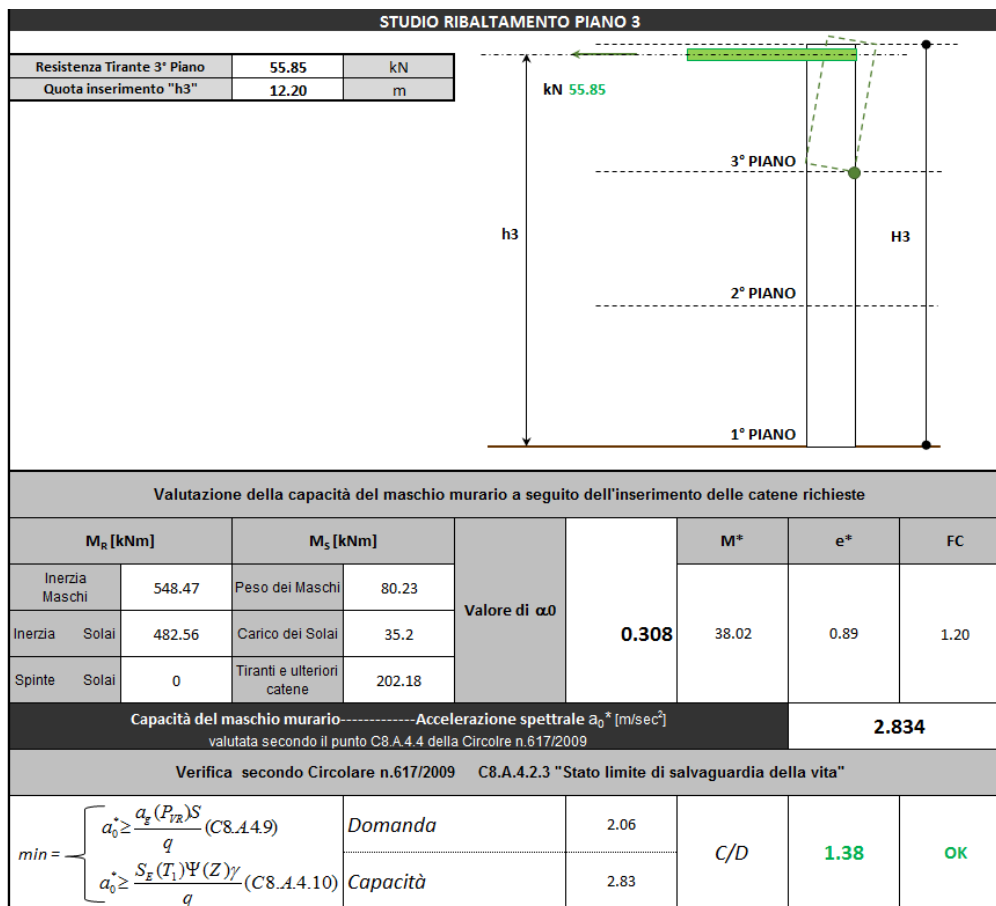 STUDIO RIBALTAMENTO PIANO 3
Resistenza Tirante 3° Piano 55.85 kN
Quota inserimento "h3" 12.20 m
kN 55.85
3° PIANO
h3
H3
2° PIANO
1° PIANO
Valutazione della capacità del maschio murario a seguito dell'inserimento delle catene richieste
M_R [kNm] M_S [kNm] Valore di α0 0.308 M* e* FC
Inerzia Maschi 548.47 Peso dei Maschi 80.23 38.02 0.89 1.20
Inerzia Solai 482.56 Carico dei Solai 35.2
Spinte Solai 0 Tiranti e ulteriori catene 202.18
Capacità del maschio murario-------------Accelerazione spettrale a₀* [m/sec²] 2.834
valutata secondo il punto C8.A.4.4 della Circolre n.617/2009
Verifica secondo Circolare n.617/2009 C8.A.4.2.3 "Stato limite di salvaguardia della vita"
min = a₀* ≥ a_g(P_VR)S / q (C8.A.4.9) Domanda 2.06 C/D 1.38 OK
a₀* ≥ S_E(T₁)Ψ(Z)γ / q (C8.A.4.10) Capacità 2.83